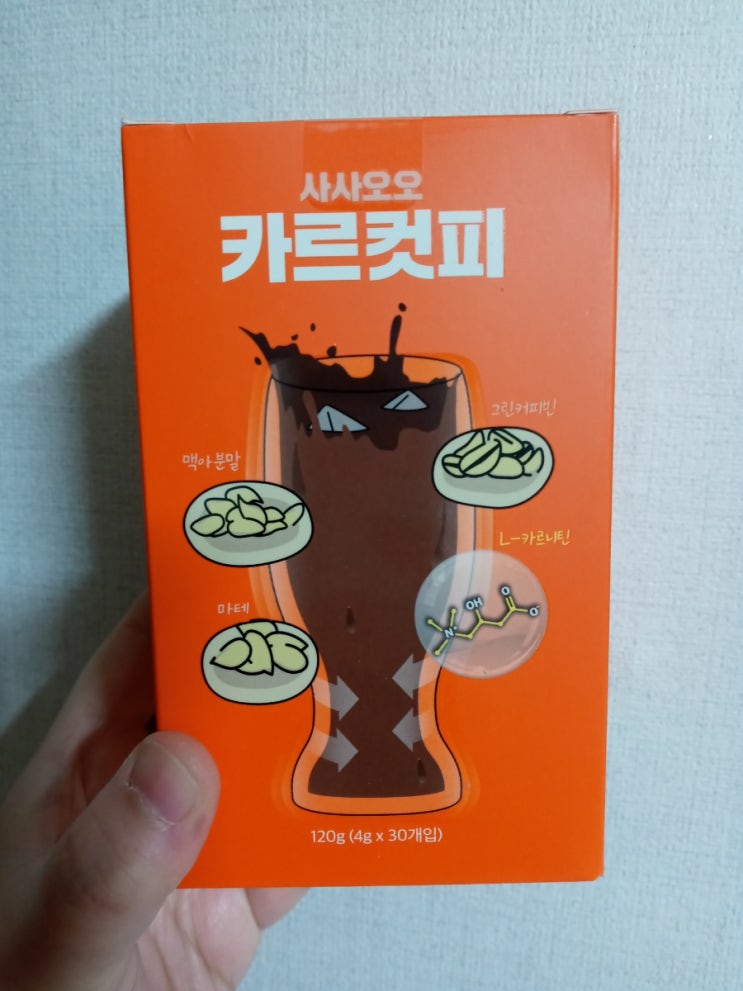 사사오오
카르컷피
그린커피빈
맥아분말
L-카르니틴
마테
OH
O
N+
O-
120g (4g x 30개입)